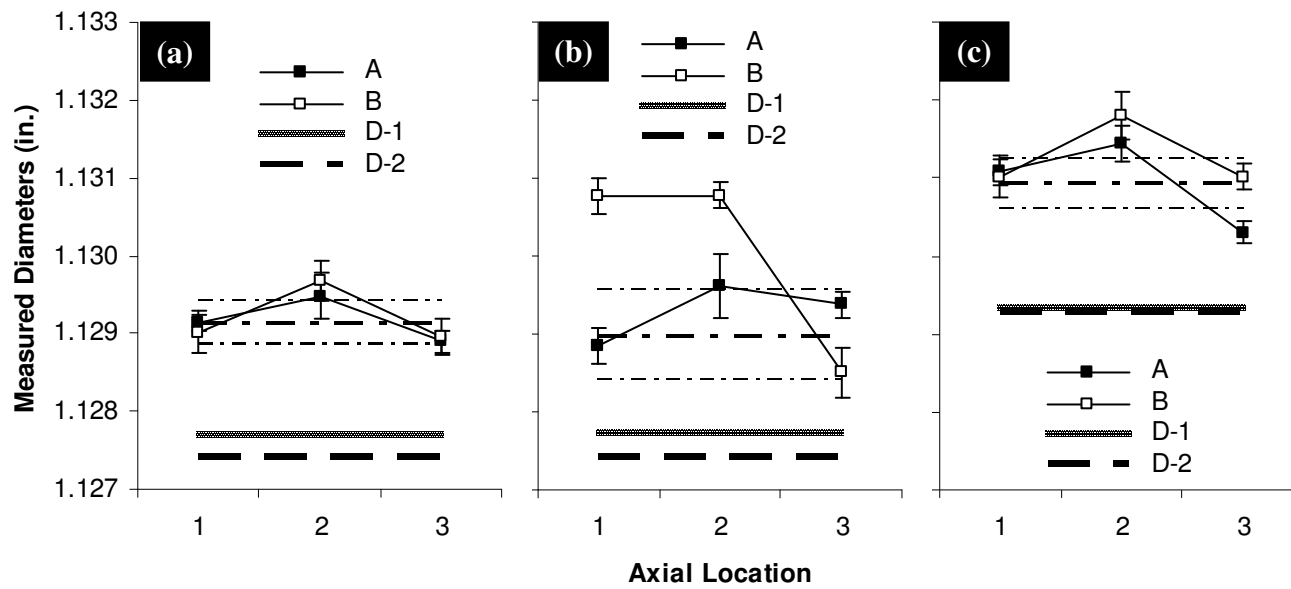 Measured Diameters (in.)
1.133
1.132
1.131
1.130
1.129
1.128
1.127
(a)
A
B
D-1
D-2
1
2
3
(b)
A
B
D-1
D-2
1
2
3
(c)
A
B
D-1
D-2
1
2
3
Axial Location